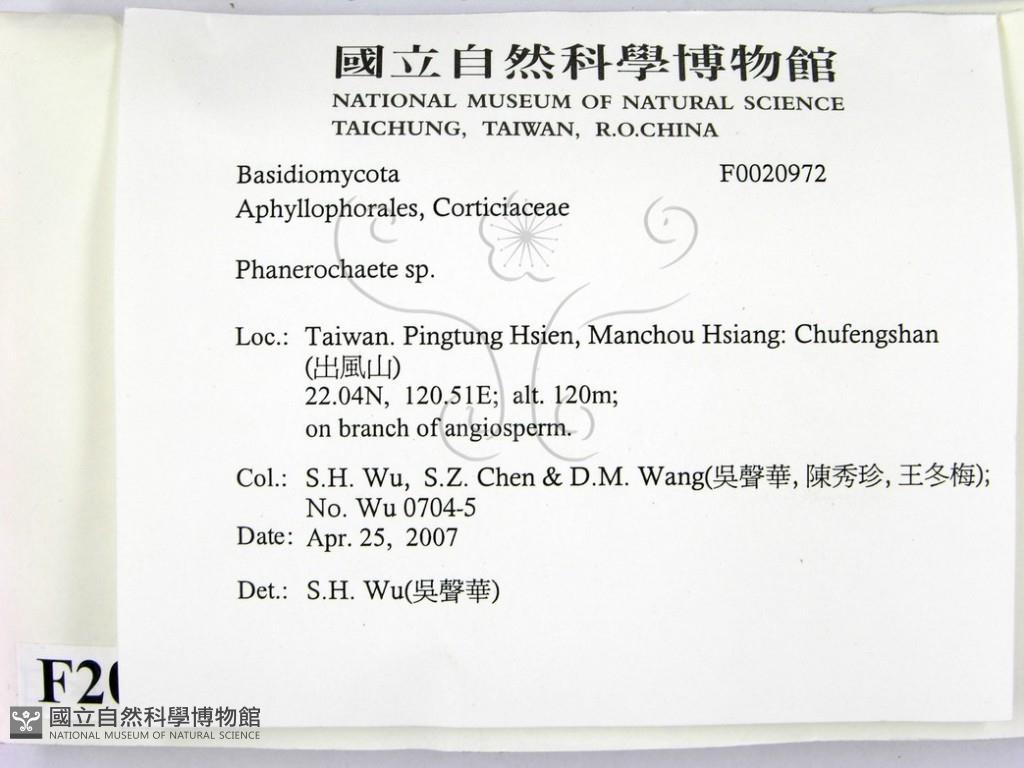 國立自然科學博物館
NATIONAL MUSEUM OF NATURAL SCIENCE
TAICHUNG, TAIWAN, R.O.CHINA
Basidiomycota F0020972
Aphyllophorales, Corticiaceae
Phanerochaete sp.
Loc.: Taiwan. Pingtung Hsien, Manchou Hsiang: Chufengshan
(出風山)
22.04N, 120.51E; alt. 120m;
on branch of angiosperm.
Col.: S.H. Wu, S.Z. Chen & D.M. Wang(吳聲華, 陳秀珍, 王冬梅);
No. Wu 0704-5
Date: Apr. 25, 2007
Det.: S.H. Wu(吳聲華)
F20
國立自然科學博物館
NATIONAL MUSEUM OF NATURAL SCIENCE